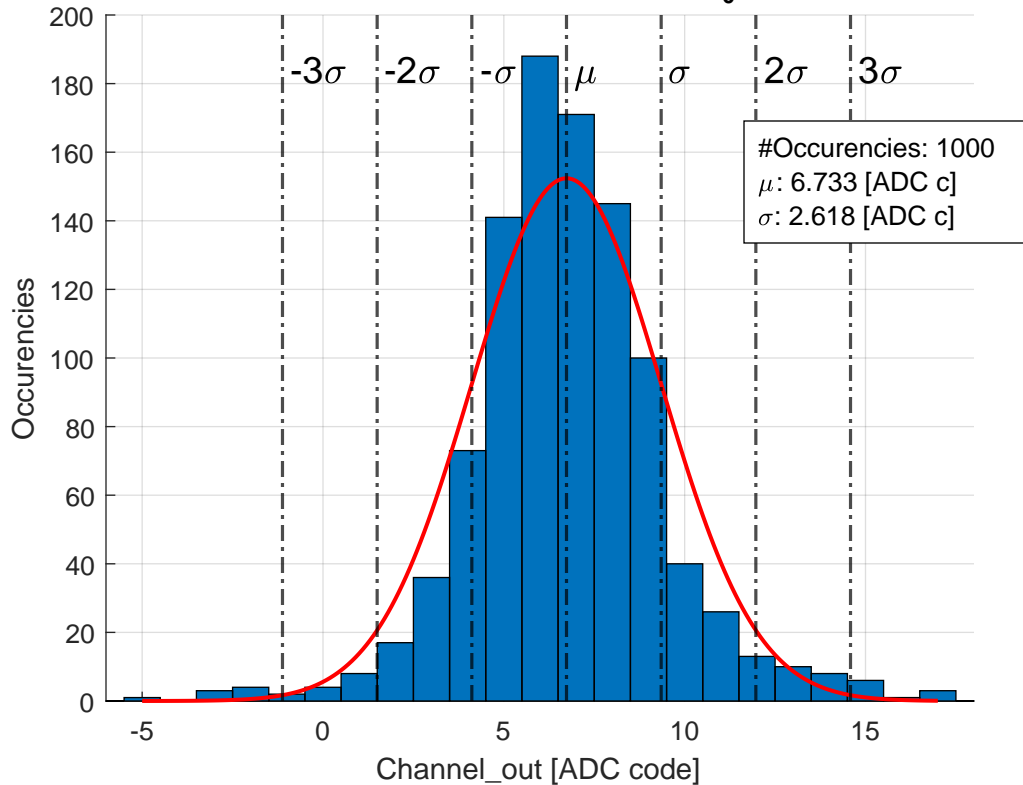 200
180
160
140
120
100
80
60
40
20
0
-3σ
-2σ
-σ
μ
σ
2σ
3σ
#Occurencies: 1000
μ: 6.733 [ADC c]
σ: 2.618 [ADC c]
Occurencies
-5
0
5
10
15
Channel_out [ADC code]